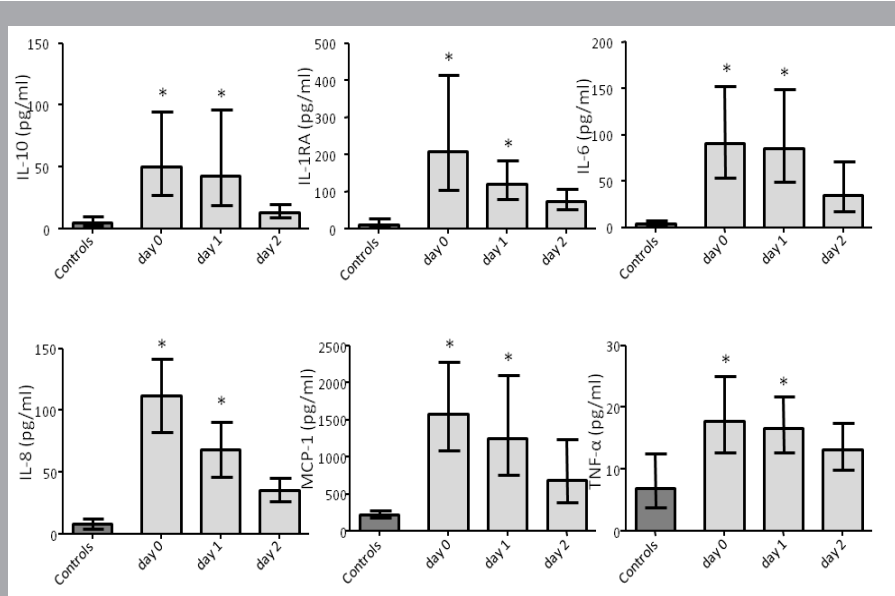 IL-10 (pg/ml)
150
100
50
0
*
*
Controls
day 0
day 1
day 2
IL-1RA (pg/ml)
500
400
300
200
100
0
*
*
Controls
day 0
day 1
day 2
IL-6 (pg/ml)
200
150
100
50
0
*
*
Controls
day 0
day 1
day 2
IL-8 (pg/ml)
150
100
50
0
*
*
Controls
day 0
day 1
day 2
MCP-1 (pg/ml)
2500
2000
1500
1000
500
0
*
*
Controls
day 0
day 1
day 2
TNF-α (pg/ml)
30
20
10
0
*
*
Controls
day 0
day 1
day 2